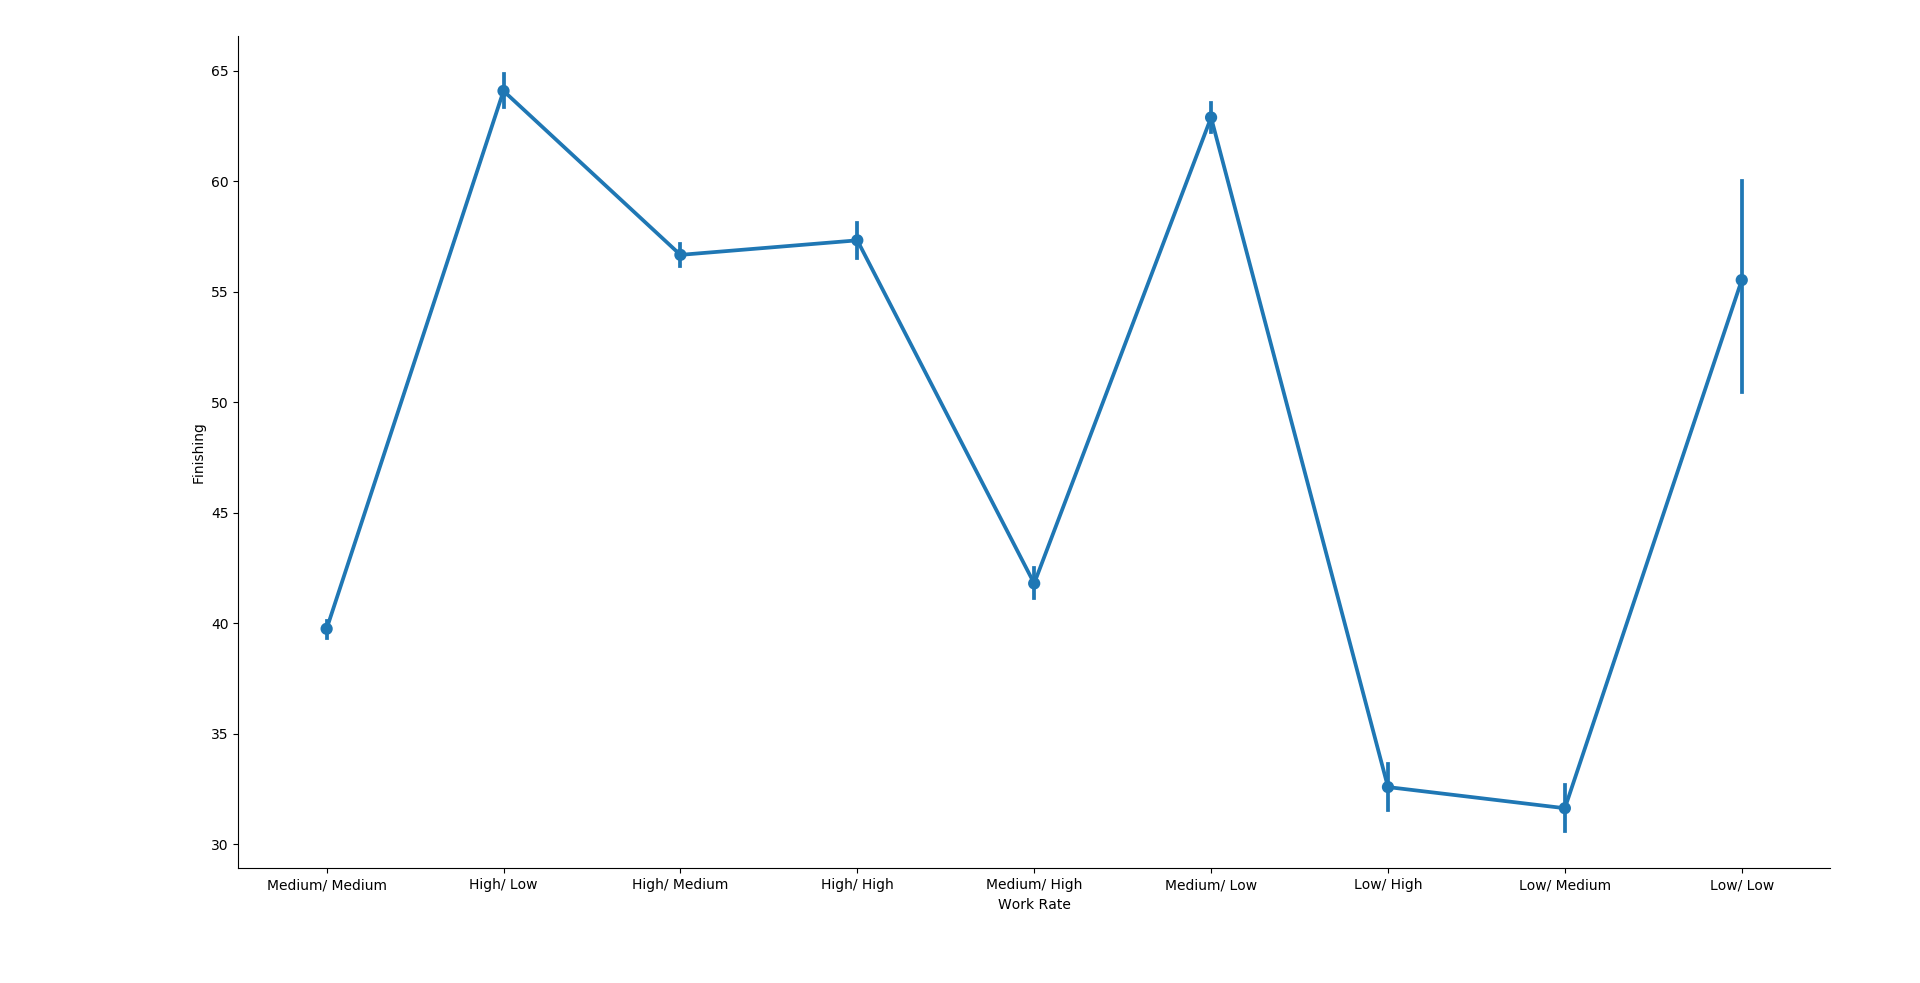 65
60
55
50
45
40
35
30
Finishing
Medium/ Medium
High/ Low
High/ Medium
High/ High
Medium/ High
Medium/ Low
Low/ High
Low/ Medium
Low/ Low
Work Rate